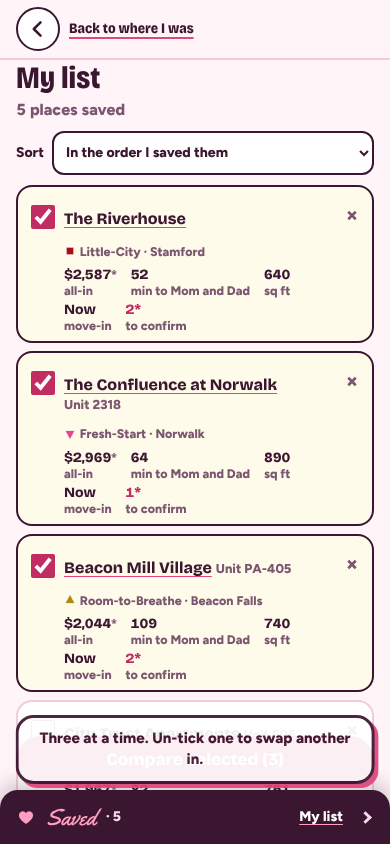 Back to where I was
My list
5 places saved
Sort In the order I saved them
The Riverhouse ×
Little-City · Stamford
$2,587* 52 640
all-in min to Mom and Dad sq ft
Now 2*
move-in to confirm
The Confluence at Norwalk ×
Unit 2318
Fresh-Start · Norwalk
$2,969* 64 890
all-in min to Mom and Dad sq ft
Now 1*
move-in to confirm
Beacon Mill Village Unit PA-405 ×
Room-to-Breathe · Beacon Falls
$2,044* 109 740
all-in min to Mom and Dad sq ft
Now 2*
move-in to confirm
Three at a time. Un-tick one to swap another
in.
Compare selected (3)
Saved · 5 My list